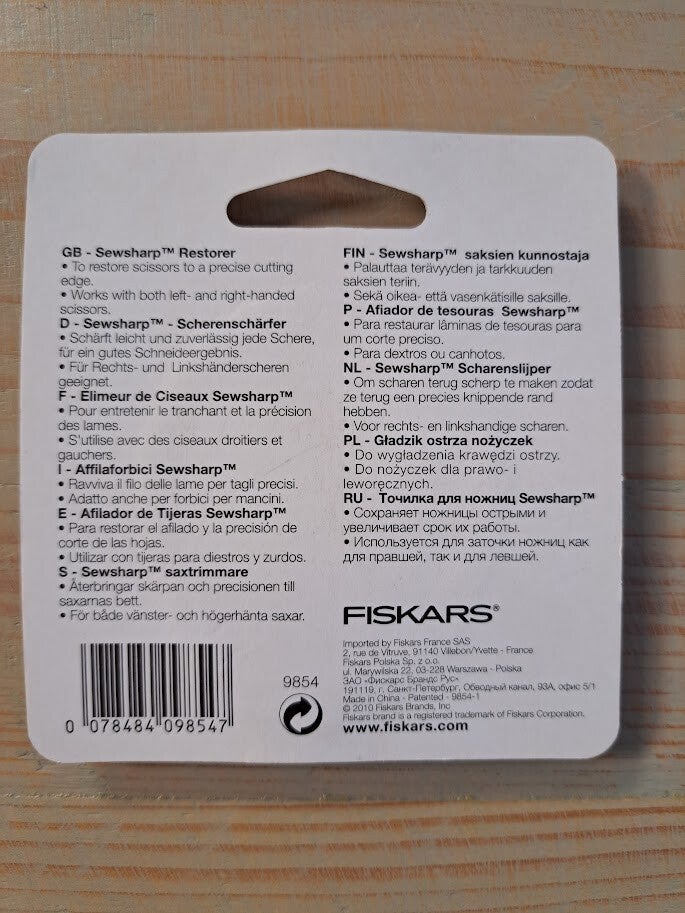 GB - Sewsharp™ Restorer
• To restore scissors to a precise cutting
edge.
• Works with both left- and right-handed
scissors.
D - Sewsharp™ - Scherenschärfer
• Schärft leicht und zuverlässig jede Schere,
für ein gutes Schneideergebnis.
• Für Rechts- und Linkshänderscheren
geeignet.
F - Elimeur de Ciseaux Sewsharp™
• Pour entretenir le tranchant et la précision
des lames.
• S'utilise avec des ciseaux droitiers et
gauchers.
I - Affilaforbici Sewsharp™
• Ravviva il filo delle lame per tagli precisi.
• Adatto anche per forbici per mancini.
E - Afilador de Tijeras Sewsharp™
• Para restorar el afilado y la precisión de
corte de las hojas.
• Utilizar con tijeras para diestros y zurdos.
S - Sewsharp™ saxtrimmare
• Återbringar skärpan och precisionen till
saxarnas bett.
• För både vänster- och högerhänta saxar.
FIN - Sewsharp™ saksien kunnostaja
• Palauttaa terävyyden ja tarkkuuden
saksien teriin.
• Sekä oikea- että vasenkätisille saksille.
P - Afiador de tesouras Sewsharp™
• Para restaurar lâminas de tesouras para
um corte preciso.
• Para dextros ou canhotos.
NL - Sewsharp™ Scharenslijper
• Om scharen terug scherp te maken zodat
ze terug een precies knippende rand
hebben.
• Voor rechts- en linkshandige scharen.
PL - Gładzik ostrza nożyczek
• Do wygładzenia krawędzi ostrzy.
• Do nożyczek dla prawo- i
leworęcznych.
RU - Точилка для ножниц Sewsharp™
• Сохраняет ножницы острыми и
увеличивает срок их работы.
• Используется для заточки ножниц как
для правшей, так и для левшей.
FISKARS®
Imported by Fiskars France SAS
2, rue de Vitruve, 91140 Villebon/Yvette - France
Fiskars Polska Sp. z o.o.
ul. Marywilska 22, 03-228 Warszawa - Polska
ЗАО «Фискарс Брандс Рус»
191119, г. Санкт-Петербург, Обводный канал, 93А, офис 5/1
Made in China - Patented - 9854-1
© 2010 Fiskars Brands, Inc
Fiskars brand is a registered trademark of Fiskars Corporation.
www.fiskars.com
9854
0 078484 098547